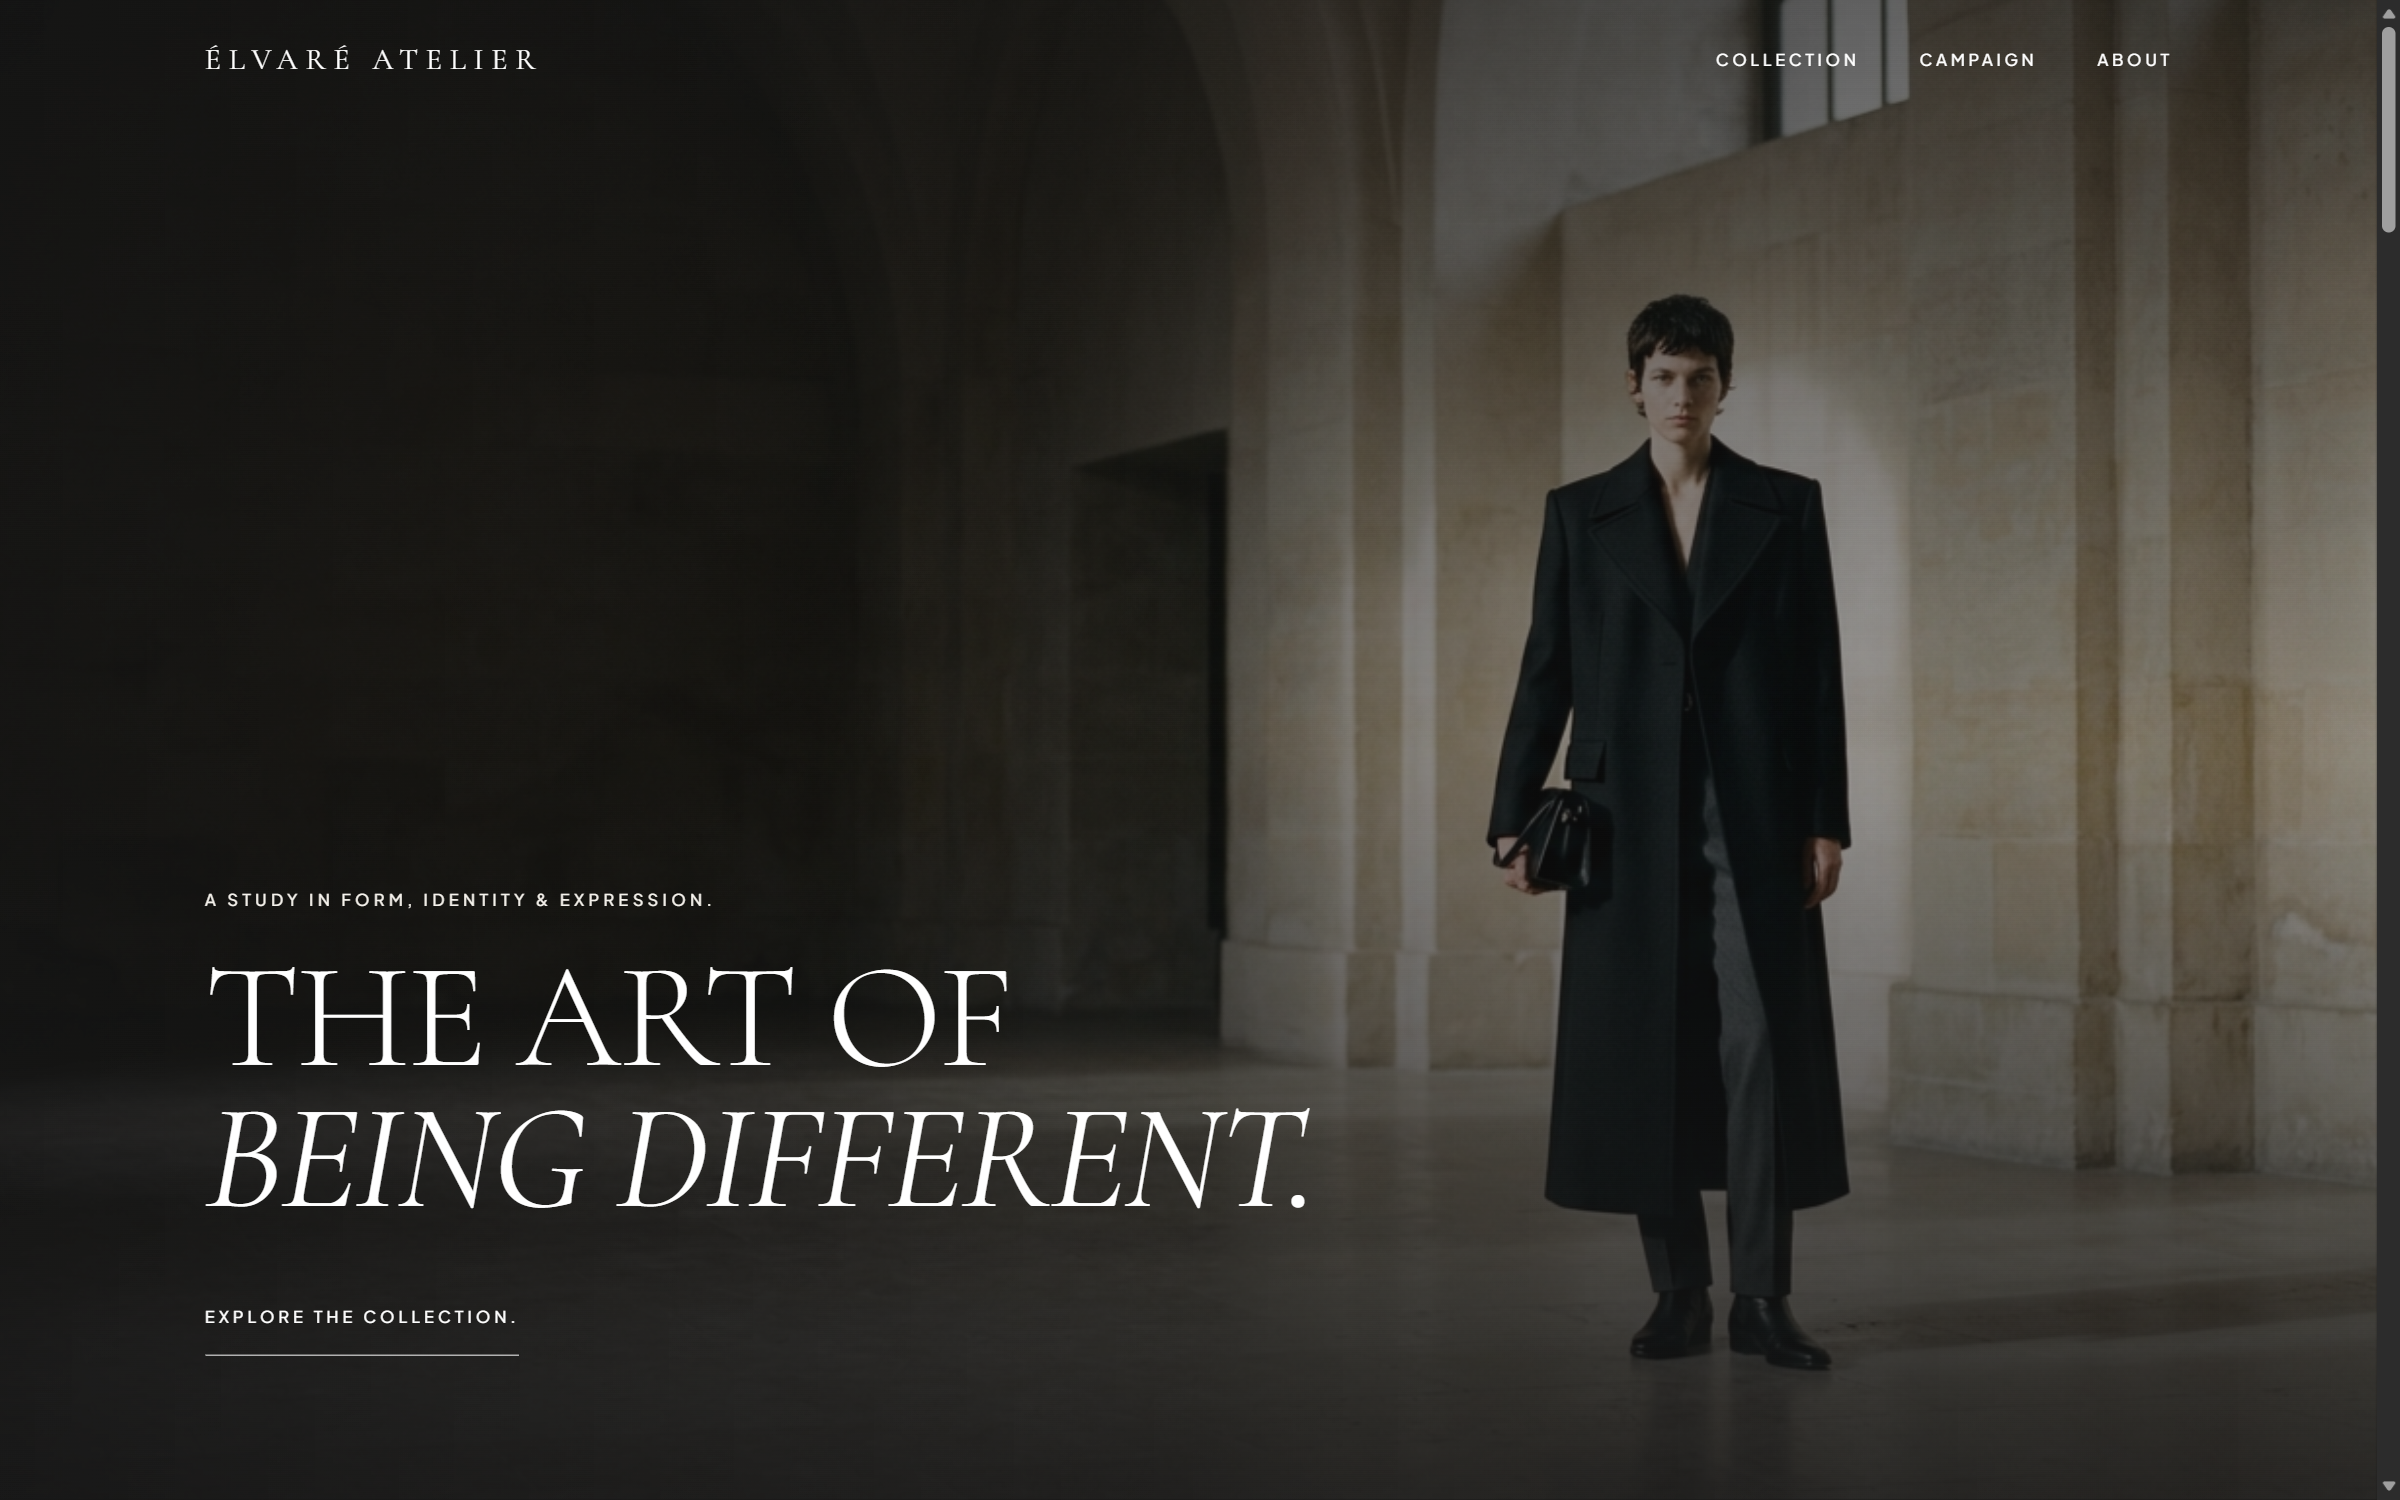 ÉLVARÉ ATELIER
COLLECTION CAMPAIGN ABOUT
A STUDY IN FORM, IDENTITY & EXPRESSION.
THE ART OF
BEING DIFFERENT.
EXPLORE THE COLLECTION.